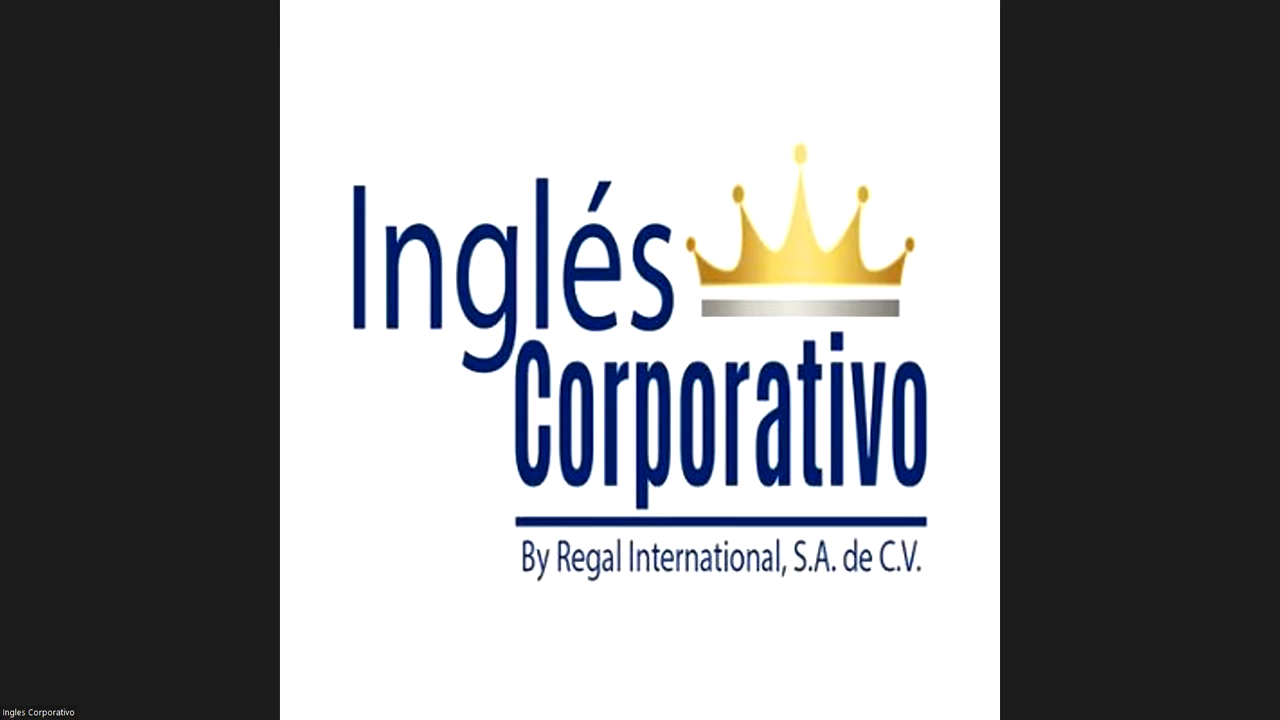 Inglés
Corporativo
By Regal International, S.A. de C.V.
Ingles Corporativo